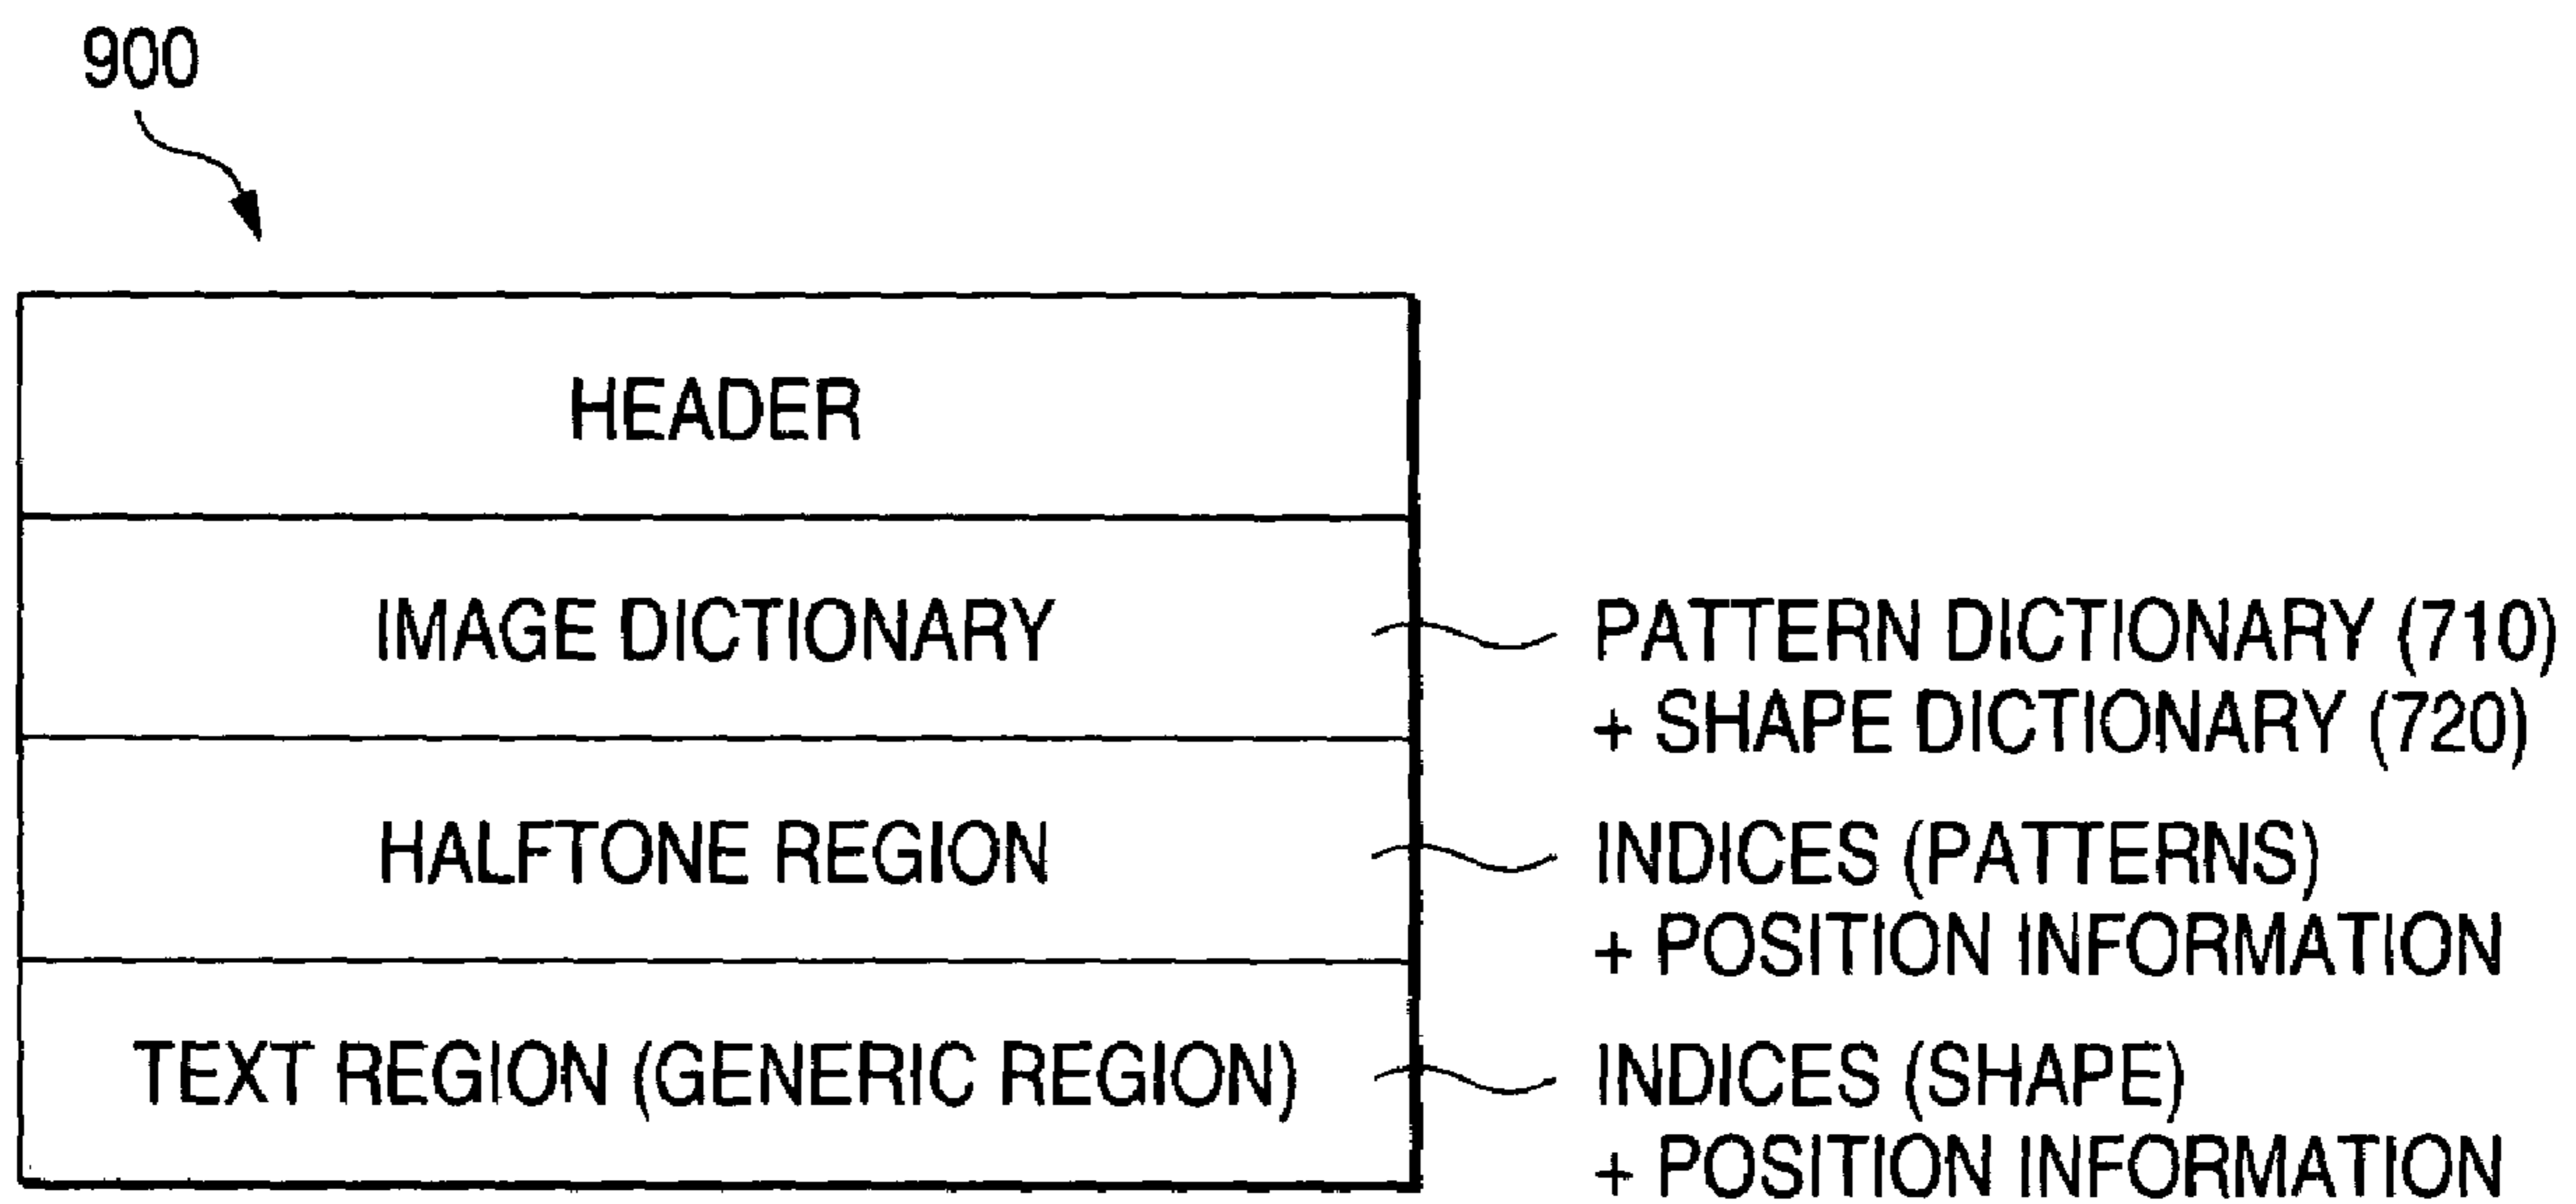 900
HEADER
IMAGE DICTIONARY
PATTERN DICTIONARY (710)
+ SHAPE DICTIONARY (720)
HALFTONE REGION
INDICES (PATTERNS)
+ POSITION INFORMATION
TEXT REGION (GENERIC REGION)
INDICES (SHAPE)
+ POSITION INFORMATION